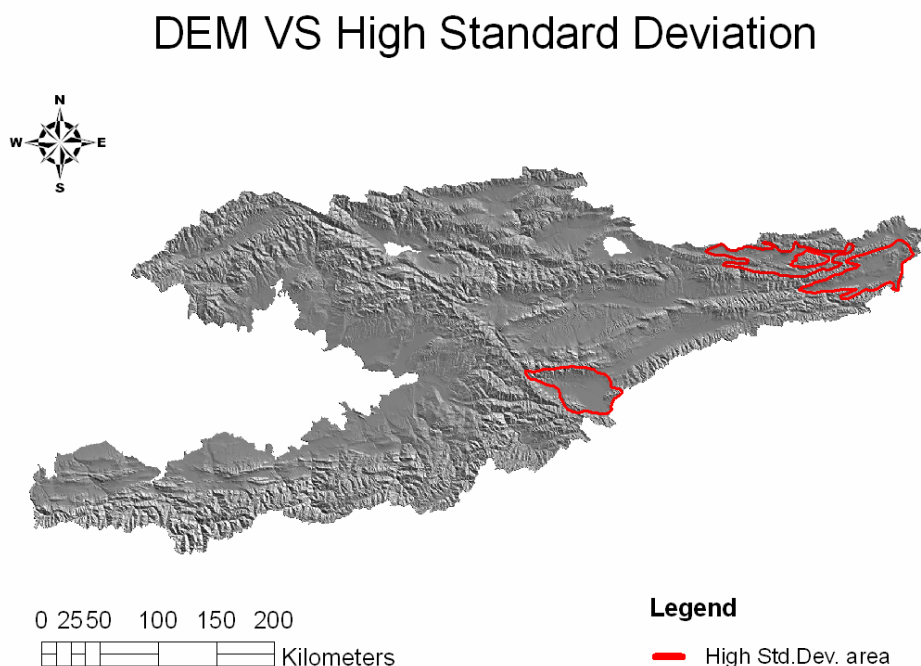 DEM VS High Standard Deviation
N
W E
S
0 25 50 100 150 200
Kilometers
Legend
High Std.Dev. area